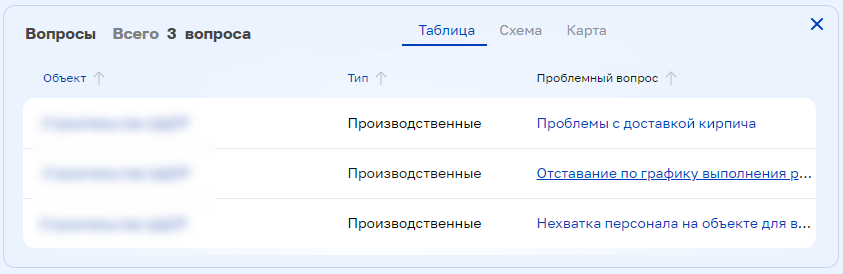 Вопросы Всего 3 вопроса Таблица Схема Карта
Объект Тип Проблемный вопрос
Производственные Проблемы с доставкой кирпича
Производственные Отставание по графику выполнения р...
Производственные Нехватка персонала на объекте для в...